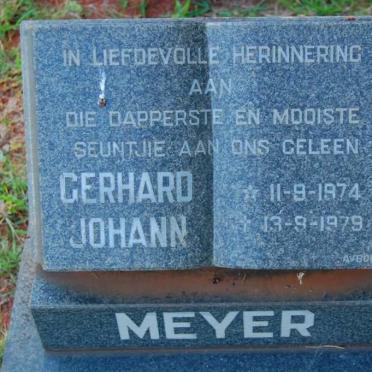 IN LIEFDEVOLLE HERINNERING
AAN
DIE DAPPERSTE EN MOOISTE
SEUNTJIE AAN ONS GELEEN
GERHARD ☆ 11-9-1974
JOHANN † 13-9-1979
MEYER